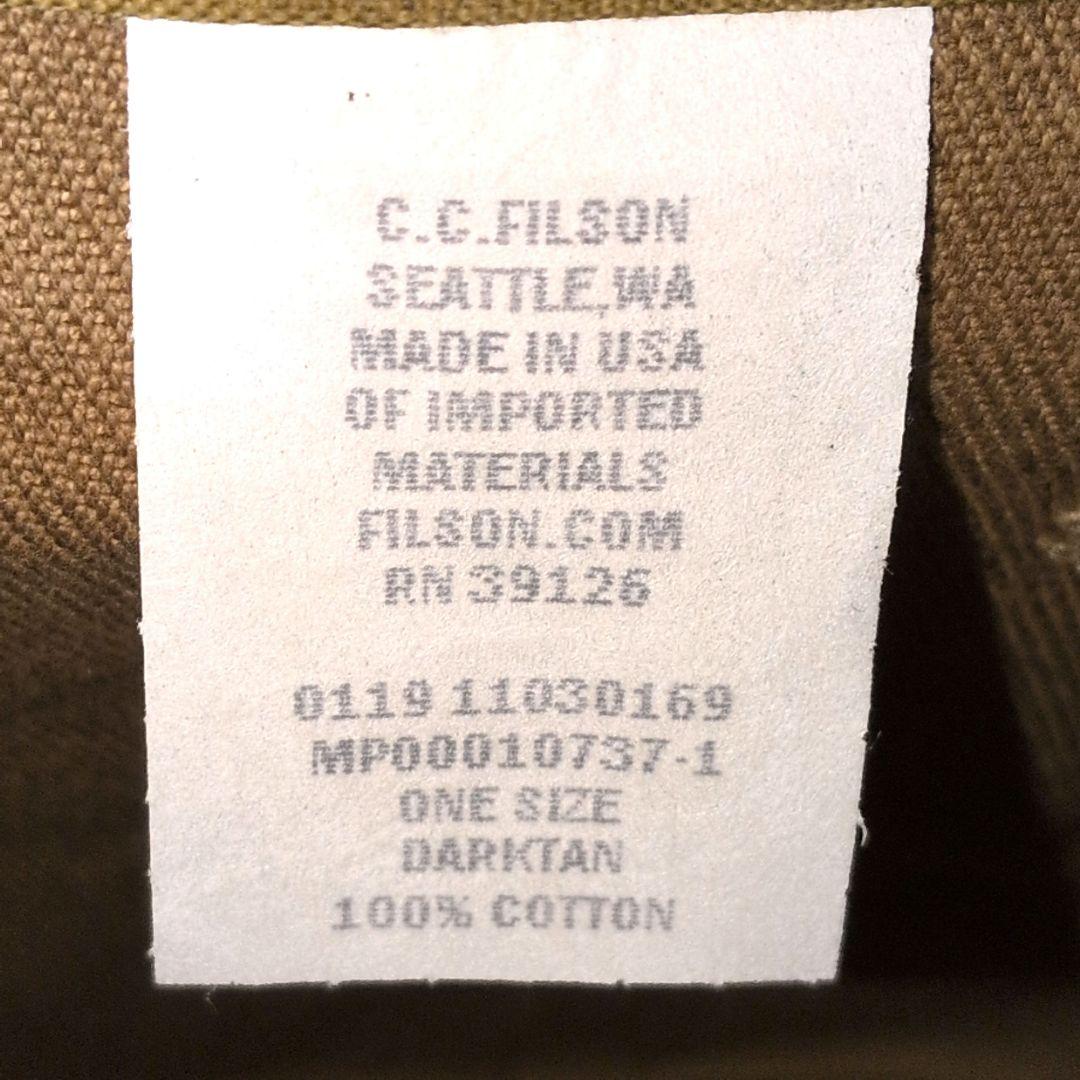 C.C.FILSON
SEATTLE,WA
MADE IN USA
OF IMPORTED
MATERIALS
FILSON.COM
RN 39126
0119 11030169
MP00010737-1
ONE SIZE
DARKTAN
100% COTTON